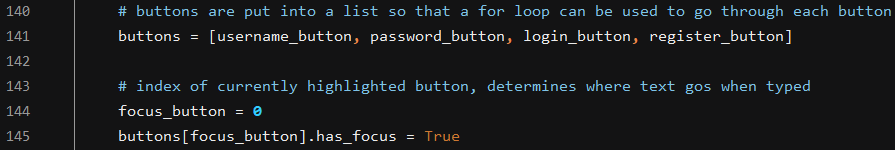 140 # buttons are put into a list so that a for loop can be used to go through each button
141 buttons = [username_button, password_button, login_button, register_button]
142
143 # index of currently highlighted button, determines where text gos when typed
144 focus_button = 0
145 buttons[focus_button].has_focus = True